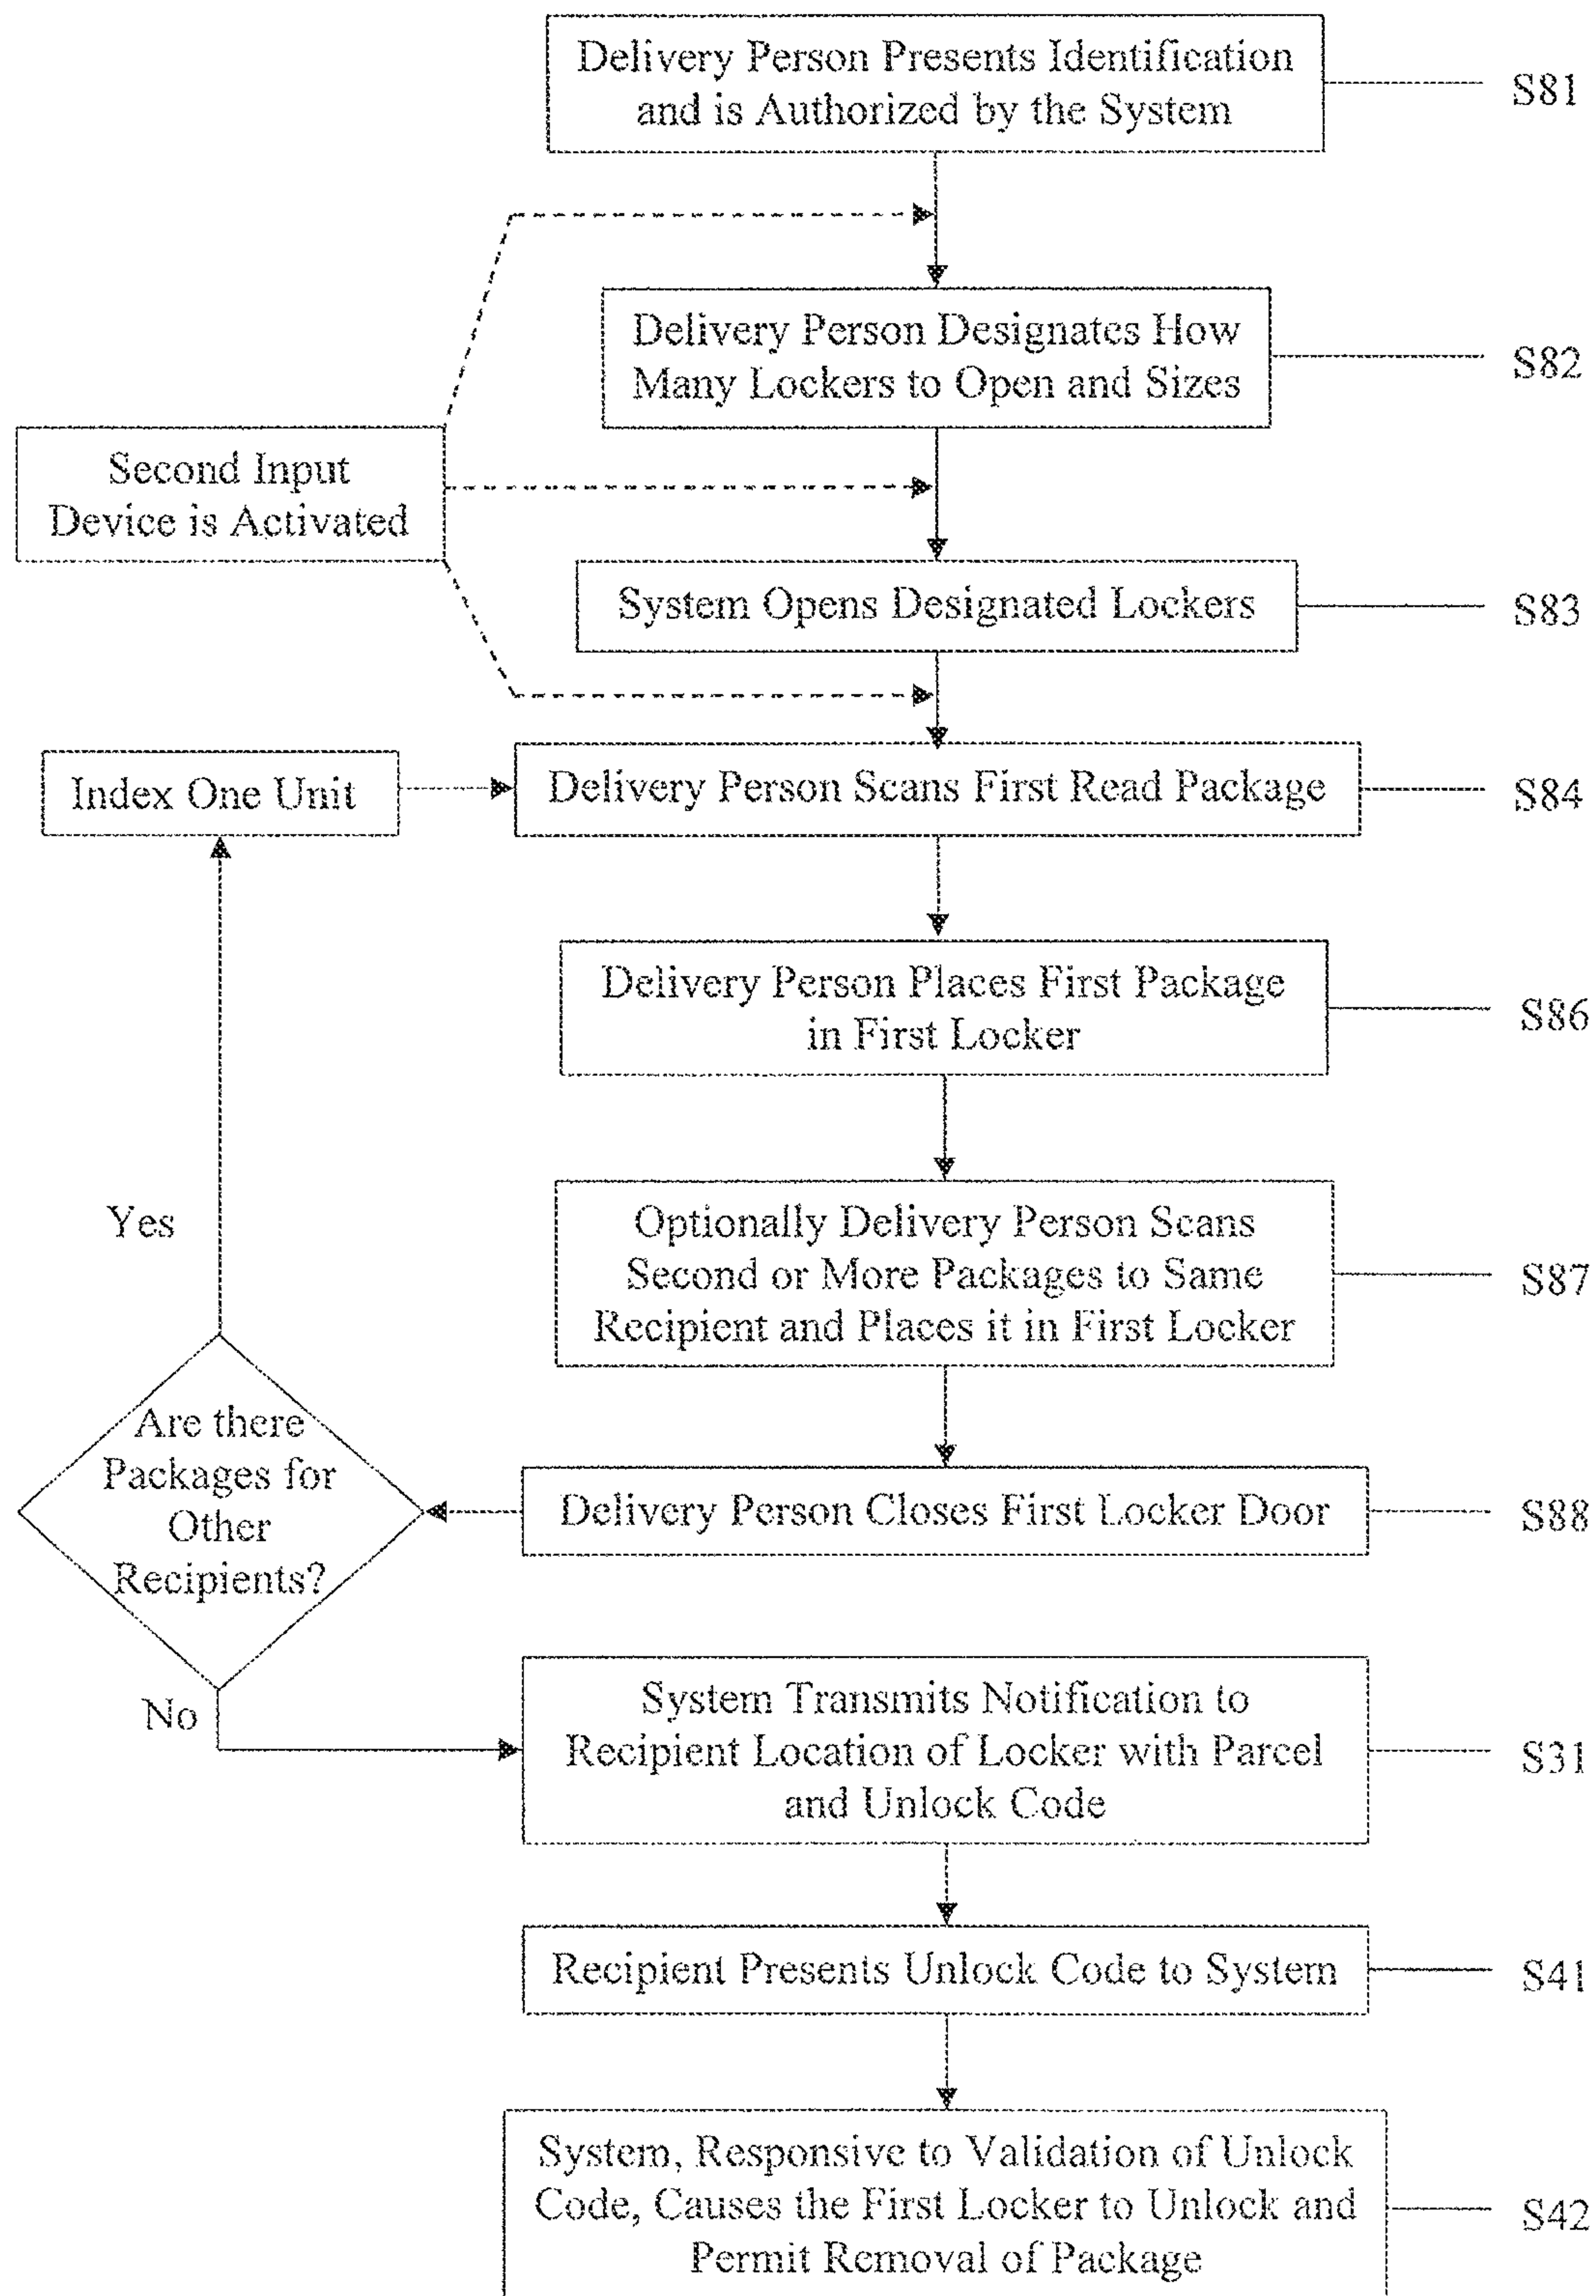 Delivery Person Presents Identification
and is Authorized by the System
S81
Delivery Person Designates How
Many Lockers to Open and Sizes
S82
Second Input
Device is Activated
System Opens Designated Lockers
S83
Index One Unit
Delivery Person Scans First Read Package
S84
Delivery Person Places First Package
in First Locker
S86
Yes
Optionally Delivery Person Scans
Second or More Packages to Same
Recipient and Places it in First Locker
S87
Are there
Packages for
Other
Recipients?
Delivery Person Closes First Locker Door
S88
No
System Transmits Notification to
Recipient Location of Locker with Parcel
and Unlock Code
S31
Recipient Presents Unlock Code to System
S41
System, Responsive to Validation of Unlock
Code, Causes the First Locker to Unlock and
Permit Removal of Package
S42